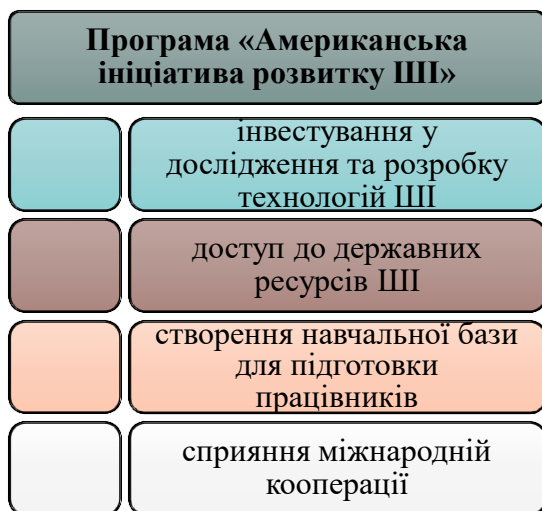 Програма «Американська
ініціатива розвитку ШІ»
інвестування у
дослідження та розробку
технологій ШІ
доступ до державних
ресурсів ШІ
створення навчальної бази
для підготовки
працівників
сприяння міжнародній
кооперації